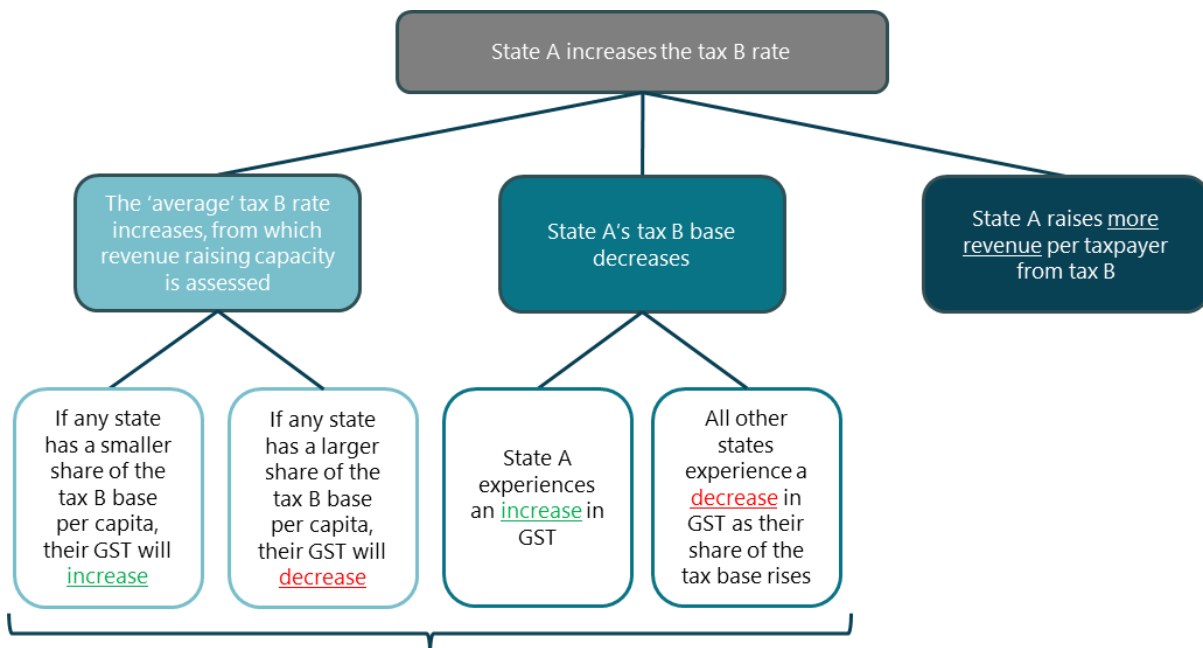 State A increases the tax B rate
The ‘average’ tax B rate
increases, from which
revenue raising capacity
is assessed
State A’s tax B base
decreases
State A raises more
revenue per taxpayer
from tax B
If any state
has a smaller
share of the
tax B base
per capita,
their GST will
increase
If any state
has a larger
share of the
tax B base
per capita,
their GST will
decrease
State A
experiences
an increase in
GST
All other
states
experience a
decrease in
GST as their
share of the
tax base rises